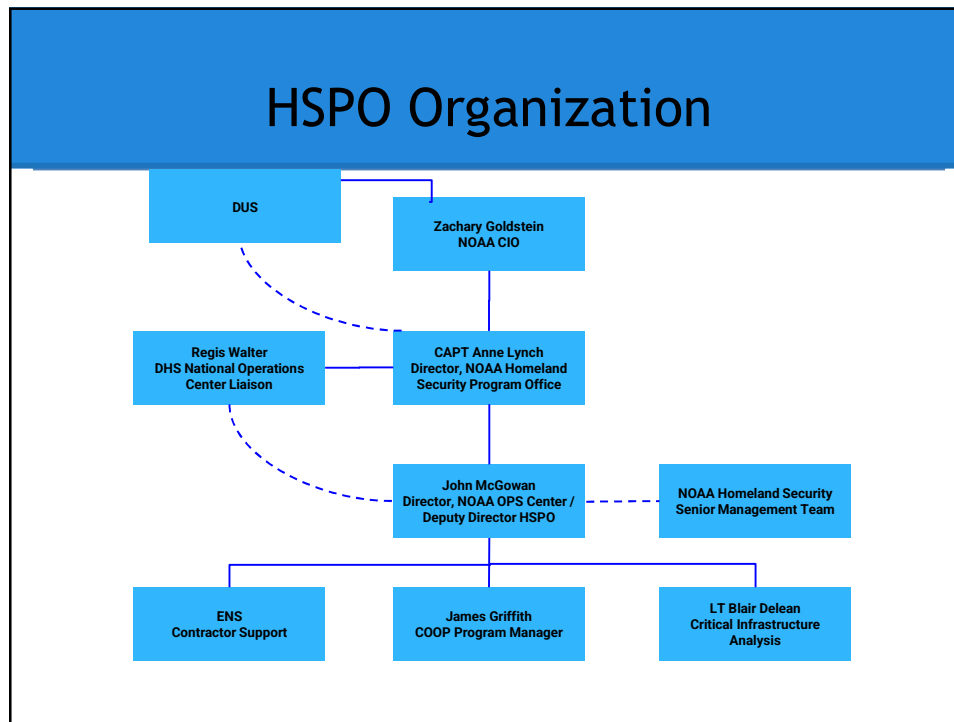 HSPO Organization
DUS
Zachary Goldstein
NOAA CIO
Regis Walter
DHS National Operations
Center Liaison
CAPT Anne Lynch
Director, NOAA Homeland
Security Program Office
John McGowan
Director, NOAA OPS Center /
Deputy Director HSPO
NOAA Homeland Security
Senior Management Team
ENS
Contractor Support
James Griffith
COOP Program Manager
LT Blair Delean
Critical Infrastructure
Analysis